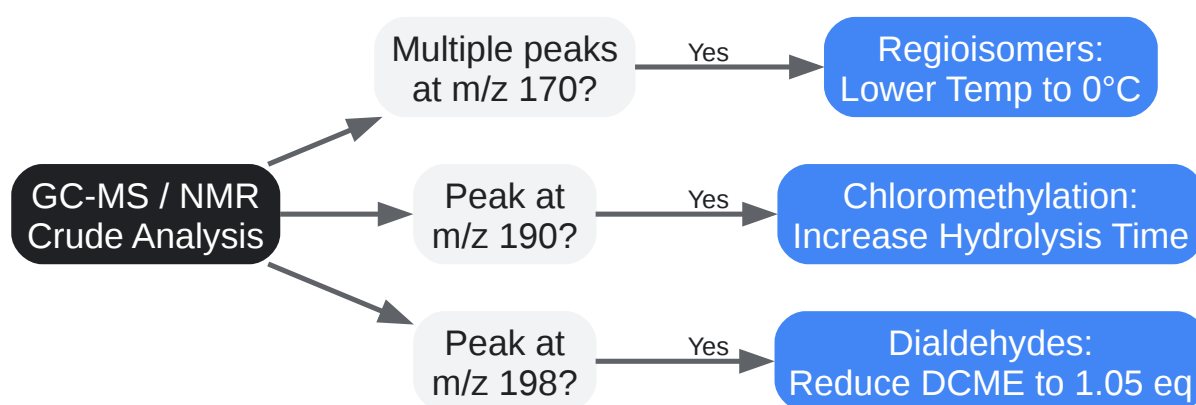 Multiple peaks
at m/z 170?
Yes
Regioisomers:
Lower Temp to 0°C
GC-MS / NMR
Crude Analysis
Peak at
m/z 190?
Yes
Chloromethylation:
Increase Hydrolysis Time
Peak at
m/z 198?
Yes
Dialdehydes:
Reduce DCME to 1.05 eq